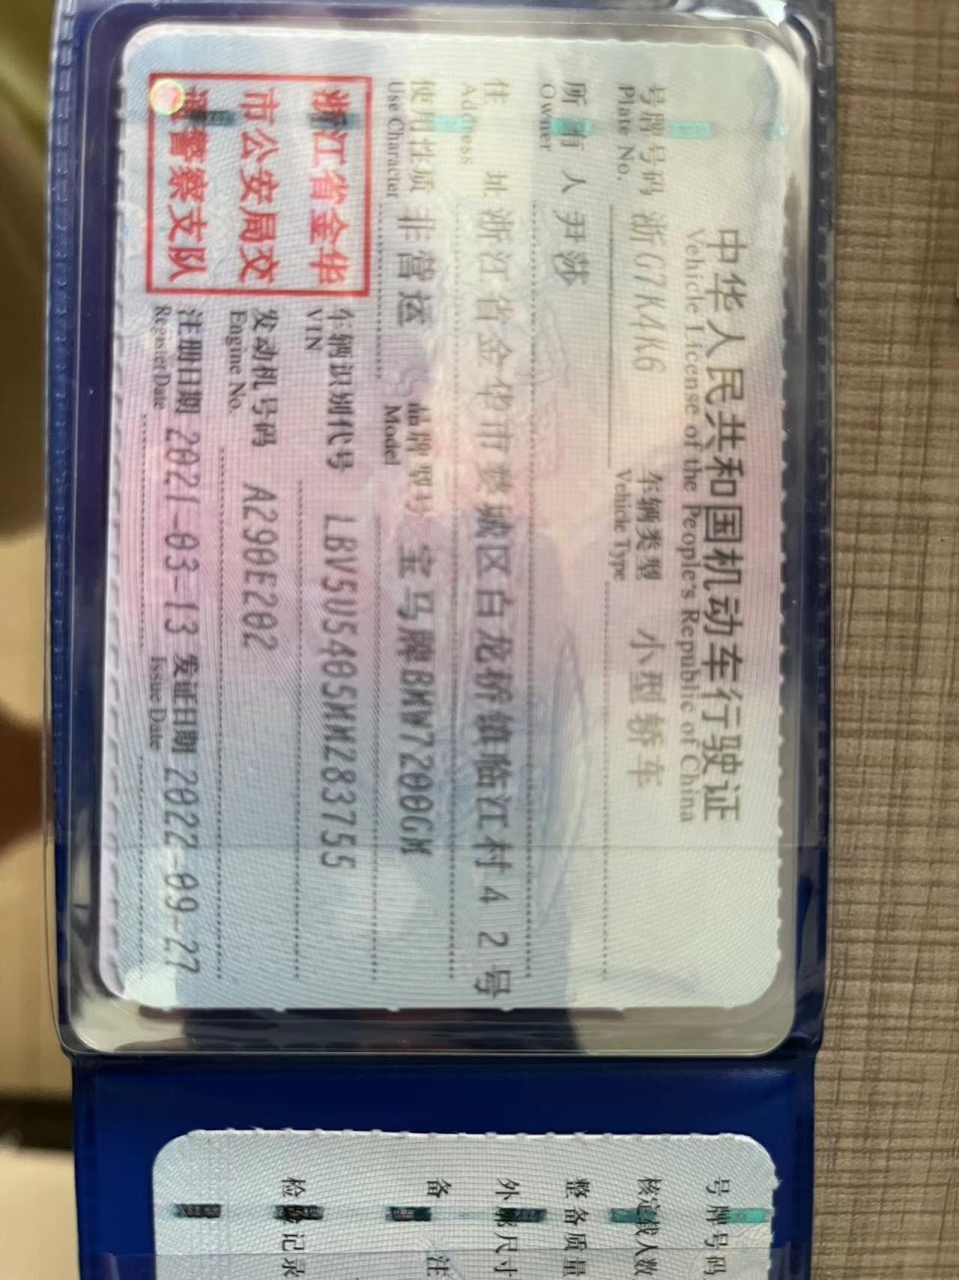 中华人民共和国机动车行驶证
Vehicle License of the People's Republic of China
号牌号码 浙G7K4K6 车辆类型 小型轿车
Plate No. Vehicle Type
所有人 尹莎
Owner
住址 浙江省金华市婺城区白龙桥镇临江村42号
Address
使用性质 非营运 品牌型号 宝马牌BMW7200GM
Use Character Model
浙江省金华
市公安局交
通警察支队
车辆识别代号 LBV5U5405MM283755
VIN
发动机号码 A290E202
Engine No.
注册日期 2021-03-13 发证日期 2022-09-27
Register Date Issue Date
号牌号码
核定载人数
整备质量
外廓尺寸
备注
检验记录